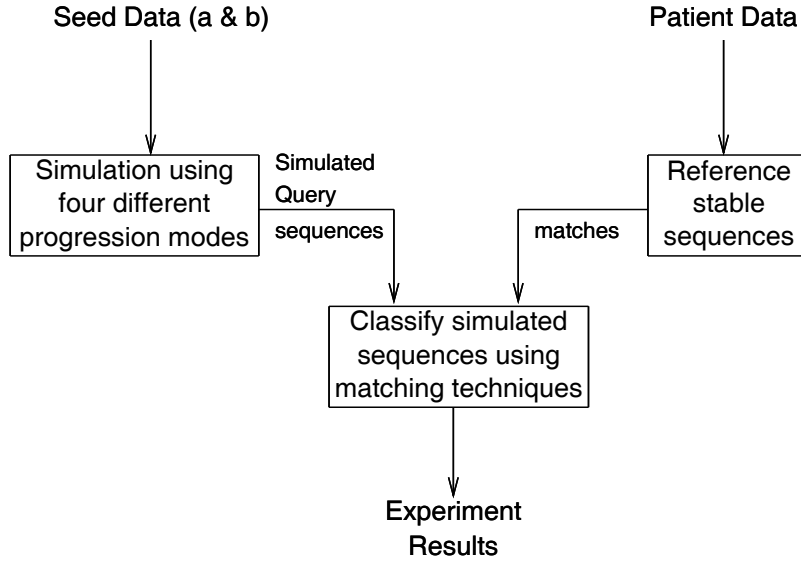 Seed Data (a & b)
Patient Data
Simulation using
four different
progression modes
Simulated
Query
sequences
matches
Reference
stable
sequences
Classify simulated
sequences using
matching techniques
Experiment
Results